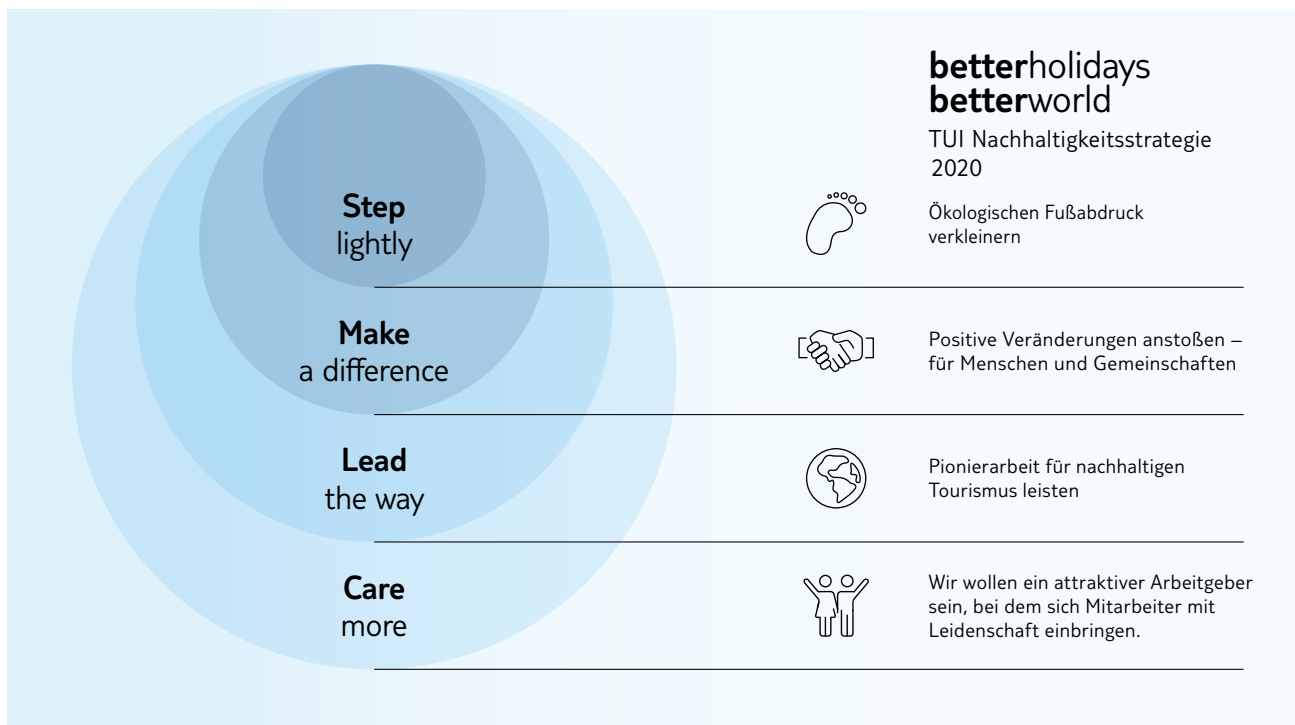 betterholidays
betterworld
TUI Nachhaltigkeitsstrategie
2020
Step
lightly
Ökologischen Fußabdruck
verkleinern
Make
a difference
Positive Veränderungen anstoßen –
für Menschen und Gemeinschaften
Lead
the way
Pionierarbeit für nachhaltigen
Tourismus leisten
Care
more
Wir wollen ein attraktiver Arbeitgeber
sein, bei dem sich Mitarbeiter mit
Leidenschaft einbringen.